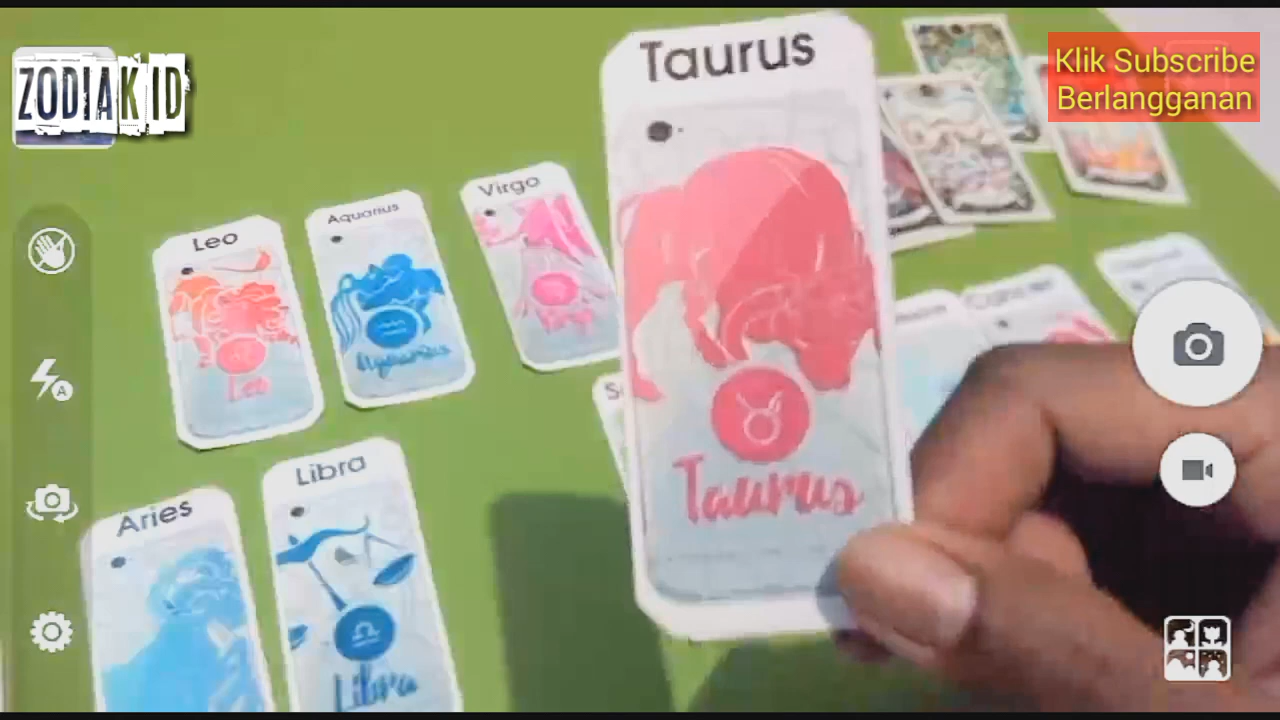 ZODIAK ID
Klik Subscribe
Berlangganan
Taurus
Taurus
Virgo
Aquarius
Aquarius
Leo
Leo
Cancer
Libra
Libra
Aries
A